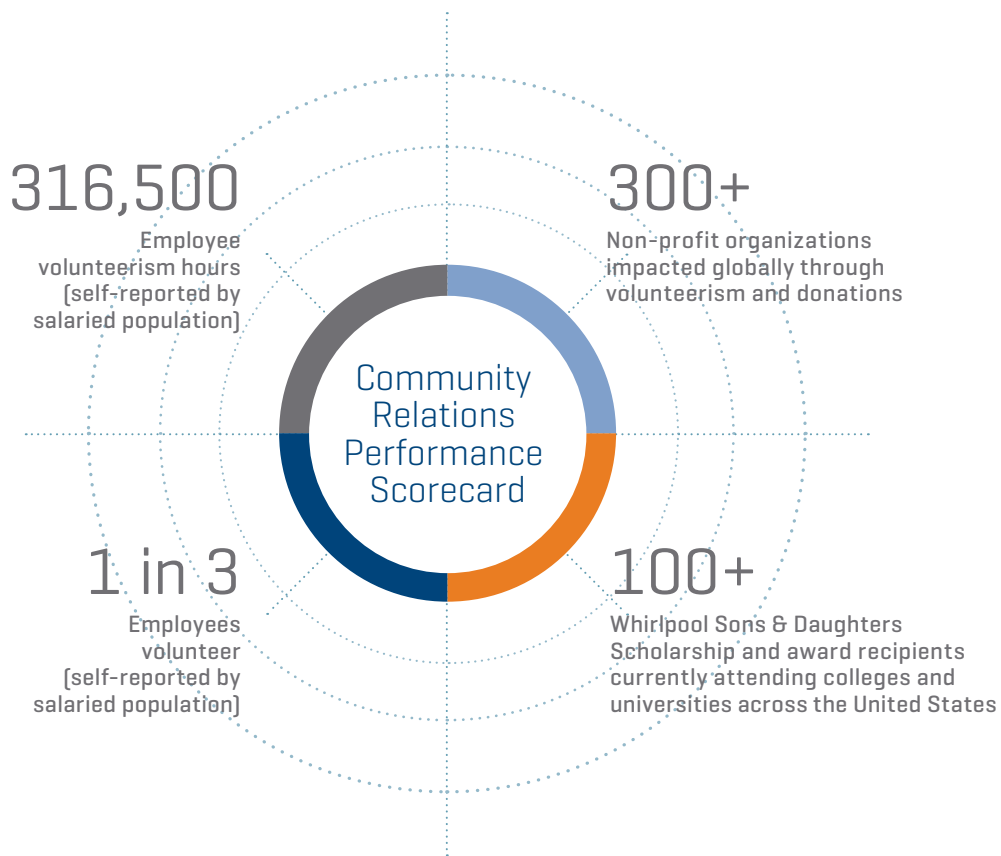 316,500
Employee
volunteerism hours
(self-reported by
salaried population)
300+
Non-profit organizations
impacted globally through
volunteerism and donations
Community
Relations
Performance
Scorecard
1 in 3
Employees
volunteer
(self-reported by
salaried population)
100+
Whirlpool Sons & Daughters
Scholarship and award recipients
currently attending colleges and
universities across the United States